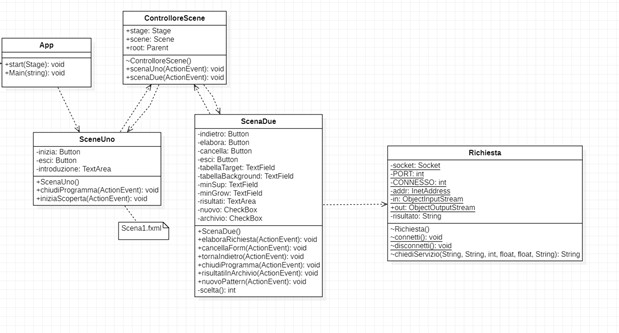 ControlloreScene
+stage: Stage
+scene: Scene
+root: Parent
~ControlloreScene()
+scenaUno(ActionEvent): void
+scenaDue(ActionEvent): void
App
+start(Stage): void
+Main(string): void
SceneUno
-inizia: Button
-esci: Button
-introduzione: TextArea
+ScenaUno()
+chiudiProgramma(ActionEvent): void
+iniziaScoperta(ActionEvent): void
Scena1.fxml
ScenaDue
-indietro: Button
-elabora: Button
-cancella: Button
-esci: Button
-tabellaTarget: TextField
-tabellaBackground: TextField
-minSup: TextField
-minGrow: TextField
-risultati: TextArea
-nuovo: CheckBox
-archivio: CheckBox
+ScenaDue()
+elaboraRichiesta(ActionEvent): void
+cancellaForm(ActionEvent): void
+tornaIndietro(ActionEvent): void
+chiudiProgramma(ActionEvent): void
+risultatiInArchivio(ActionEvent): void
+nuovoPattern(ActionEvent): void
-scelta(): int
Richiesta
-socket: Socket
-PORT: int
-CONNESSO: int
-addr: InetAddress
-in: ObjectInputStream
+out: ObjectOutputStream
-risultato: String
~Richiesta()
~connetti(): void
~disconnetti(): void
~chiediServizio(String, String, int, float, float, String): String